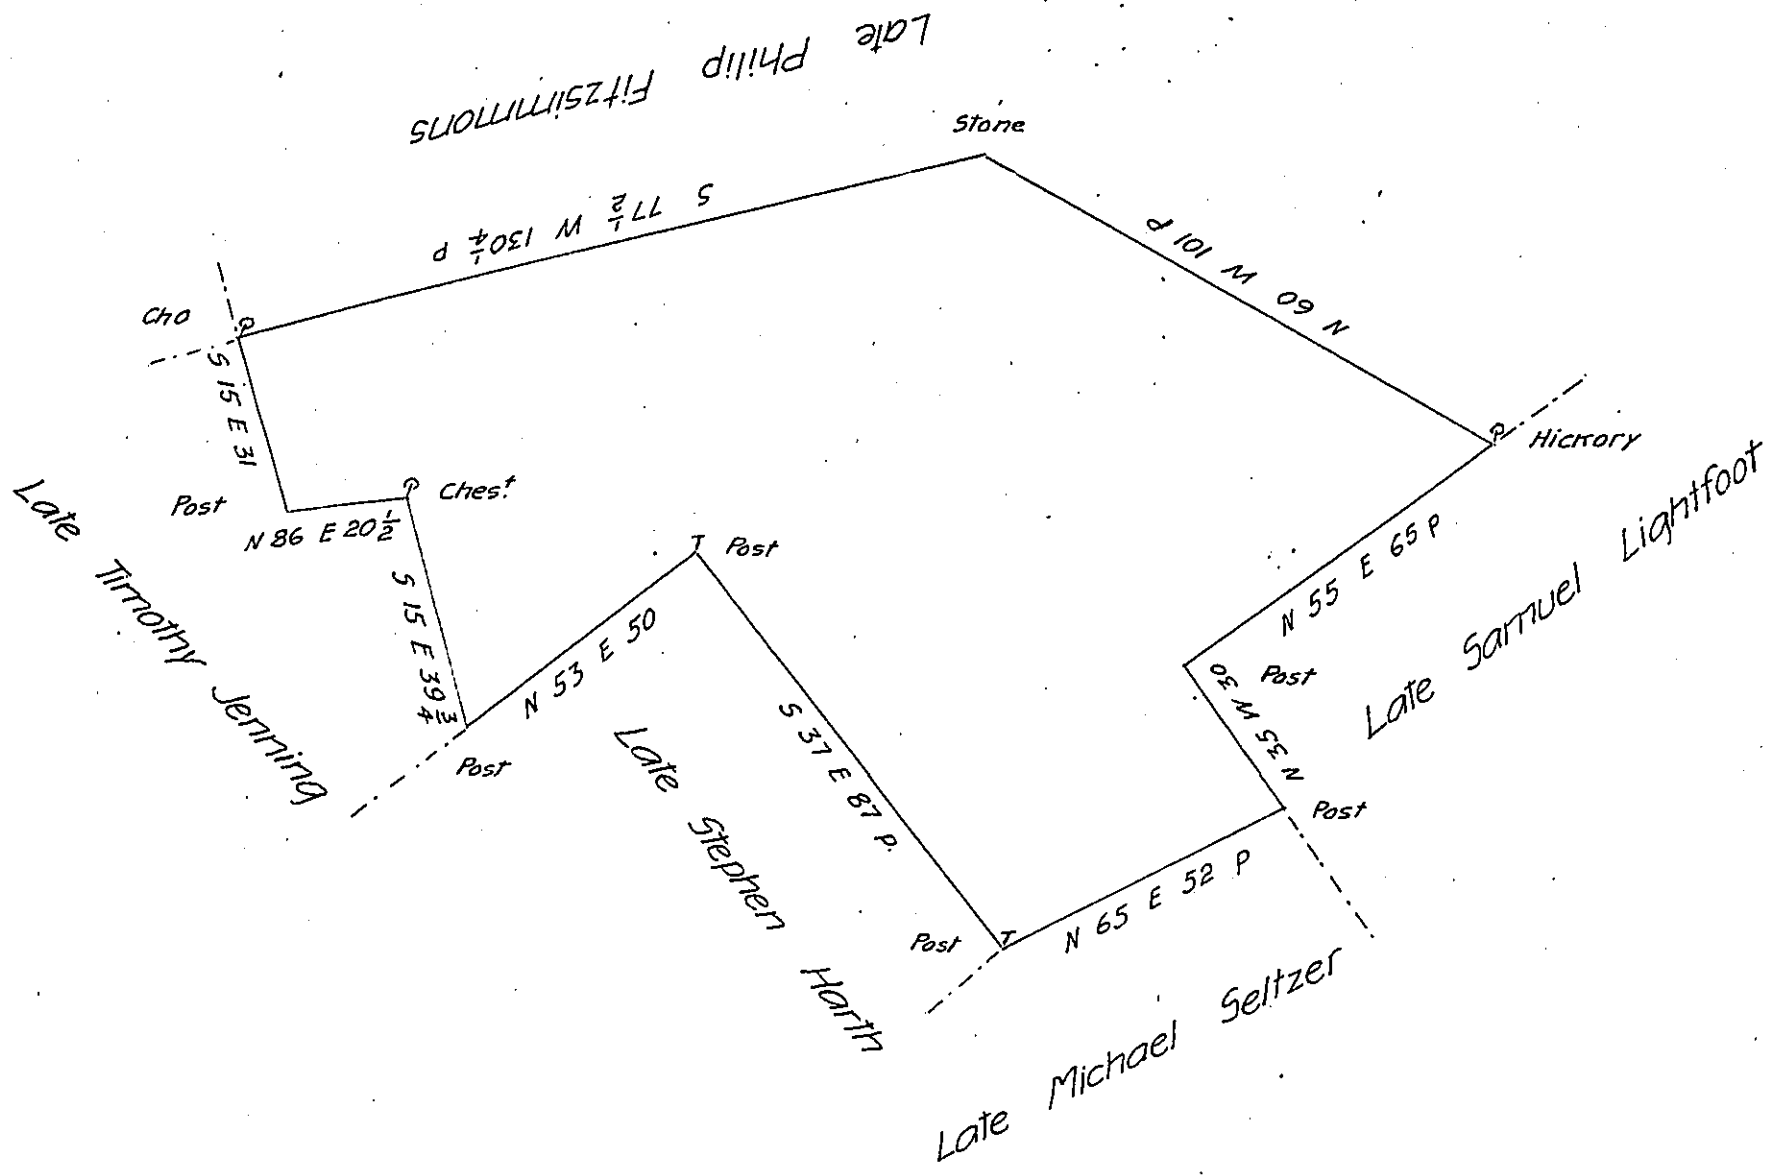 Late Philip Fitzsimmons
Stone
S 77½ W 130¼ P
N 60 W 101 P
Cho
S 15 E 31
Hickory
Post
N 86 E 20½
Chest
Late Timothy Jenning
S 15 E 39¾
Post
N 53 E 50
Post
N 55 E 65 P
Late Samuel Lightfoot
Post
N 35 W 30
Post
S 37 E 87 P.
Late Stephen Harth
Post
N 65 E 52 P
Late Michael Seltzer